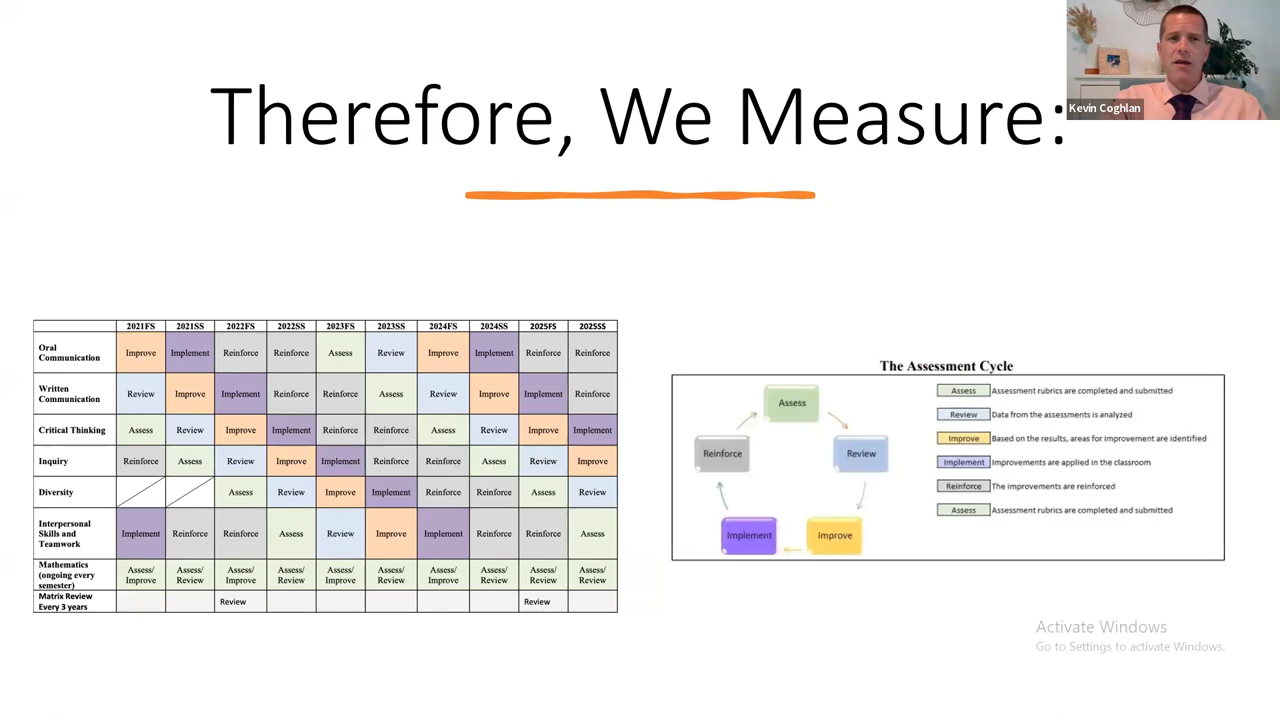 Therefore, We Measure:
Kevin Coghlan
2021FS 2021SS 2022FS 2022SS 2023FS 2023SS 2024FS 2024SS 2025FS 2025SS
Oral
Communication Improve Implement Reinforce Reinforce Assess Review Improve Implement Reinforce Reinforce
Written
Communication Review Improve Implement Reinforce Reinforce Assess Review Improve Implement Reinforce
Critical Thinking Assess Review Improve Implement Reinforce Reinforce Assess Review Improve Implement
Inquiry Reinforce Assess Review Improve Implement Reinforce Reinforce Assess Review Improve
Diversity Assess Review Improve Implement Reinforce Reinforce Assess Review
Interpersonal
Skills and
Teamwork Implement Reinforce Reinforce Assess Review Improve Implement Reinforce Reinforce Assess
Mathematics Assess/ Assess/ Assess/ Assess/ Assess/ Assess/ Assess/ Assess/ Assess/ Assess/
(ongoing every Improve Review Improve Review Improve Review Improve Review Review Review
semester)
Matrix Review
Every 3 years Review Review
The Assessment Cycle
Assess
Review
Improve
Implement
Reinforce
Assess Assessment rubrics are completed and submitted
Review Data from the assessments is analyzed
Improve Based on the results, areas for improvement are identified
Implement Improvements are applied in the classroom
Reinforce The improvements are reinforced
Assess Assessment rubrics are completed and submitted
Activate Windows
Go to Settings to activate Windows.